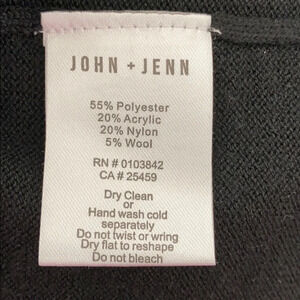 JOHN + JENN
55% Polyester
20% Acrylic
20% Nylon
5% Wool
RN # 0103842
CA # 25459
Dry Clean
or
Hand wash cold
separately
Do not twist or wring
Dry flat to reshape
Do not bleach